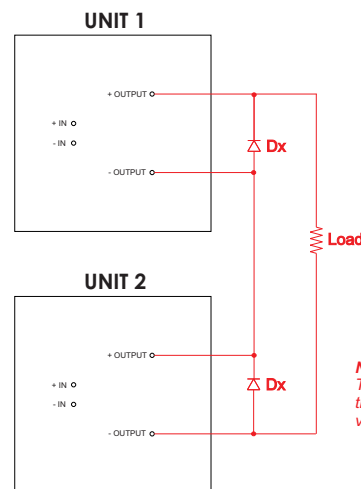 UNIT 1
+ OUTPUT
+ IN
- IN
Dx
- OUTPUT
Load
UNIT 2
+ OUTPUT
+ IN
- IN
Dx
- OUTPUT